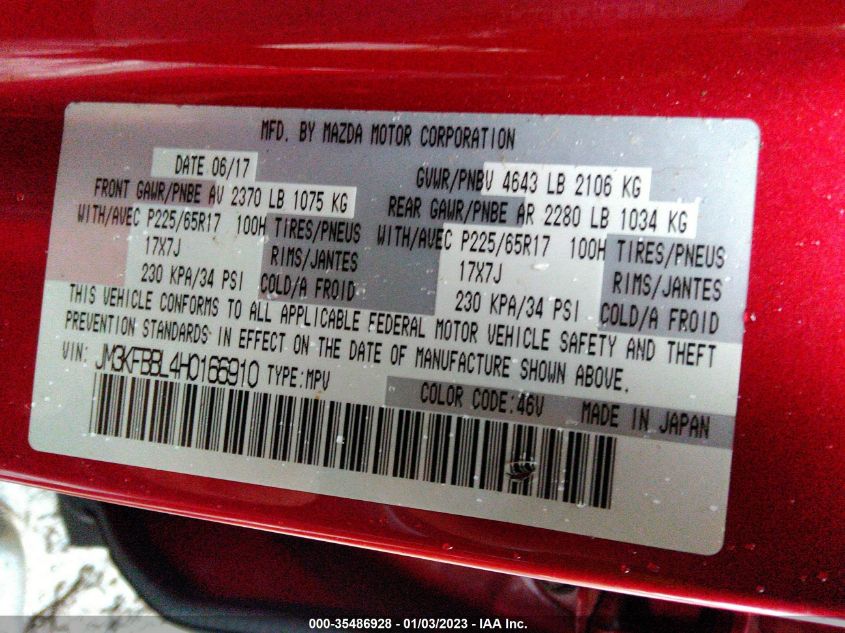 MFD. BY MAZDA MOTOR CORPORATION
DATE 06/17 GVWR/PNBV 4643 LB 2106 KG
FRONT GAWR/PNBE AV 2370 LB 1075 KG REAR GAWR/PNBE AR 2280 LB 1034 KG
WITH/AVEC P225/65R17 100H TIRES/PNEUS WITH/AVEC P225/65R17 100H TIRES/PNEUS
17X7J RIMS/JANTES 17X7J RIMS/JANTES
230 KPA/34 PSI COLD/A FROID 230 KPA/34 PSI COLD/A FROID
THIS VEHICLE CONFORMS TO ALL APPLICABLE FEDERAL MOTOR VEHICLE SAFETY AND THEFT
PREVENTION STANDARDS IN EFFECT ON THE DATE OF MANUFACTURE SHOWN ABOVE.
VIN: JM3KFBBL4H0166910 TYPE:MPV
COLOR CODE:46V MADE IN JAPAN
000-35486928 - 01/03/2023 - IAA Inc.